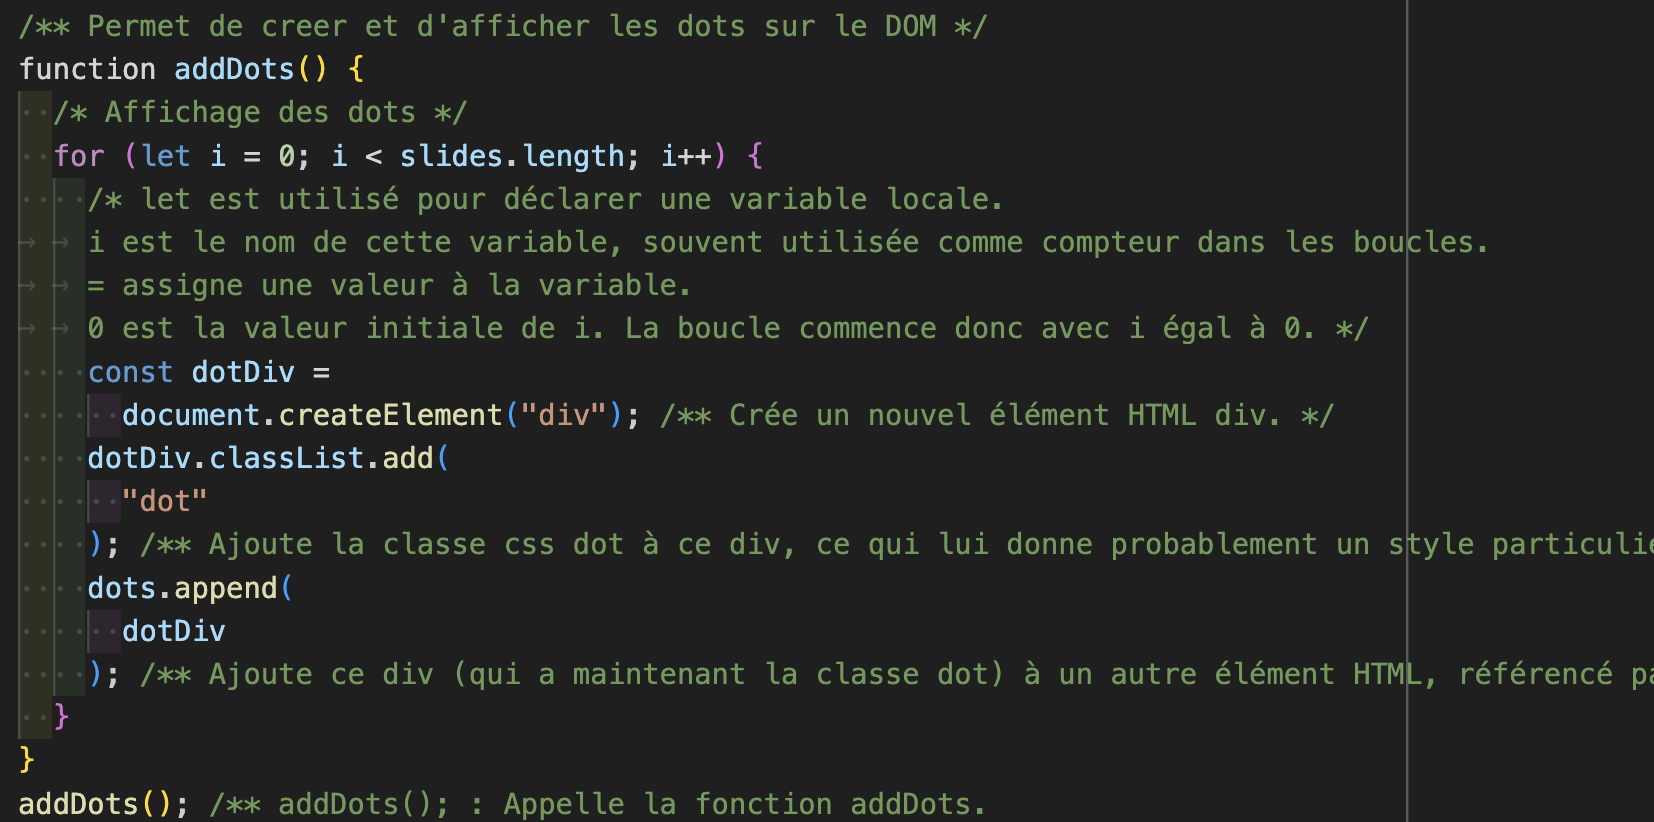 /** Permet de creer et d'afficher les dots sur le DOM */
function addDots() {
/* Affichage des dots */
for (let i = 0; i < slides.length; i++) {
/* let est utilisé pour déclarer une variable locale.
i est le nom de cette variable, souvent utilisée comme compteur dans les boucles.
= assigne une valeur à la variable.
0 est la valeur initiale de i. La boucle commence donc avec i égal à 0. */
const dotDiv =
document.createElement("div"); /** Crée un nouvel élément HTML div. */
dotDiv.classList.add(
"dot"
); /** Ajoute la classe css dot à ce div, ce qui lui donne probablement un style
dots.append(
dotDiv
); /** Ajoute ce div (qui a maintenant la classe dot) à un autre élément HTML, référencé
}
}
addDots(); /** addDots(); : Appelle la fonction addDots.